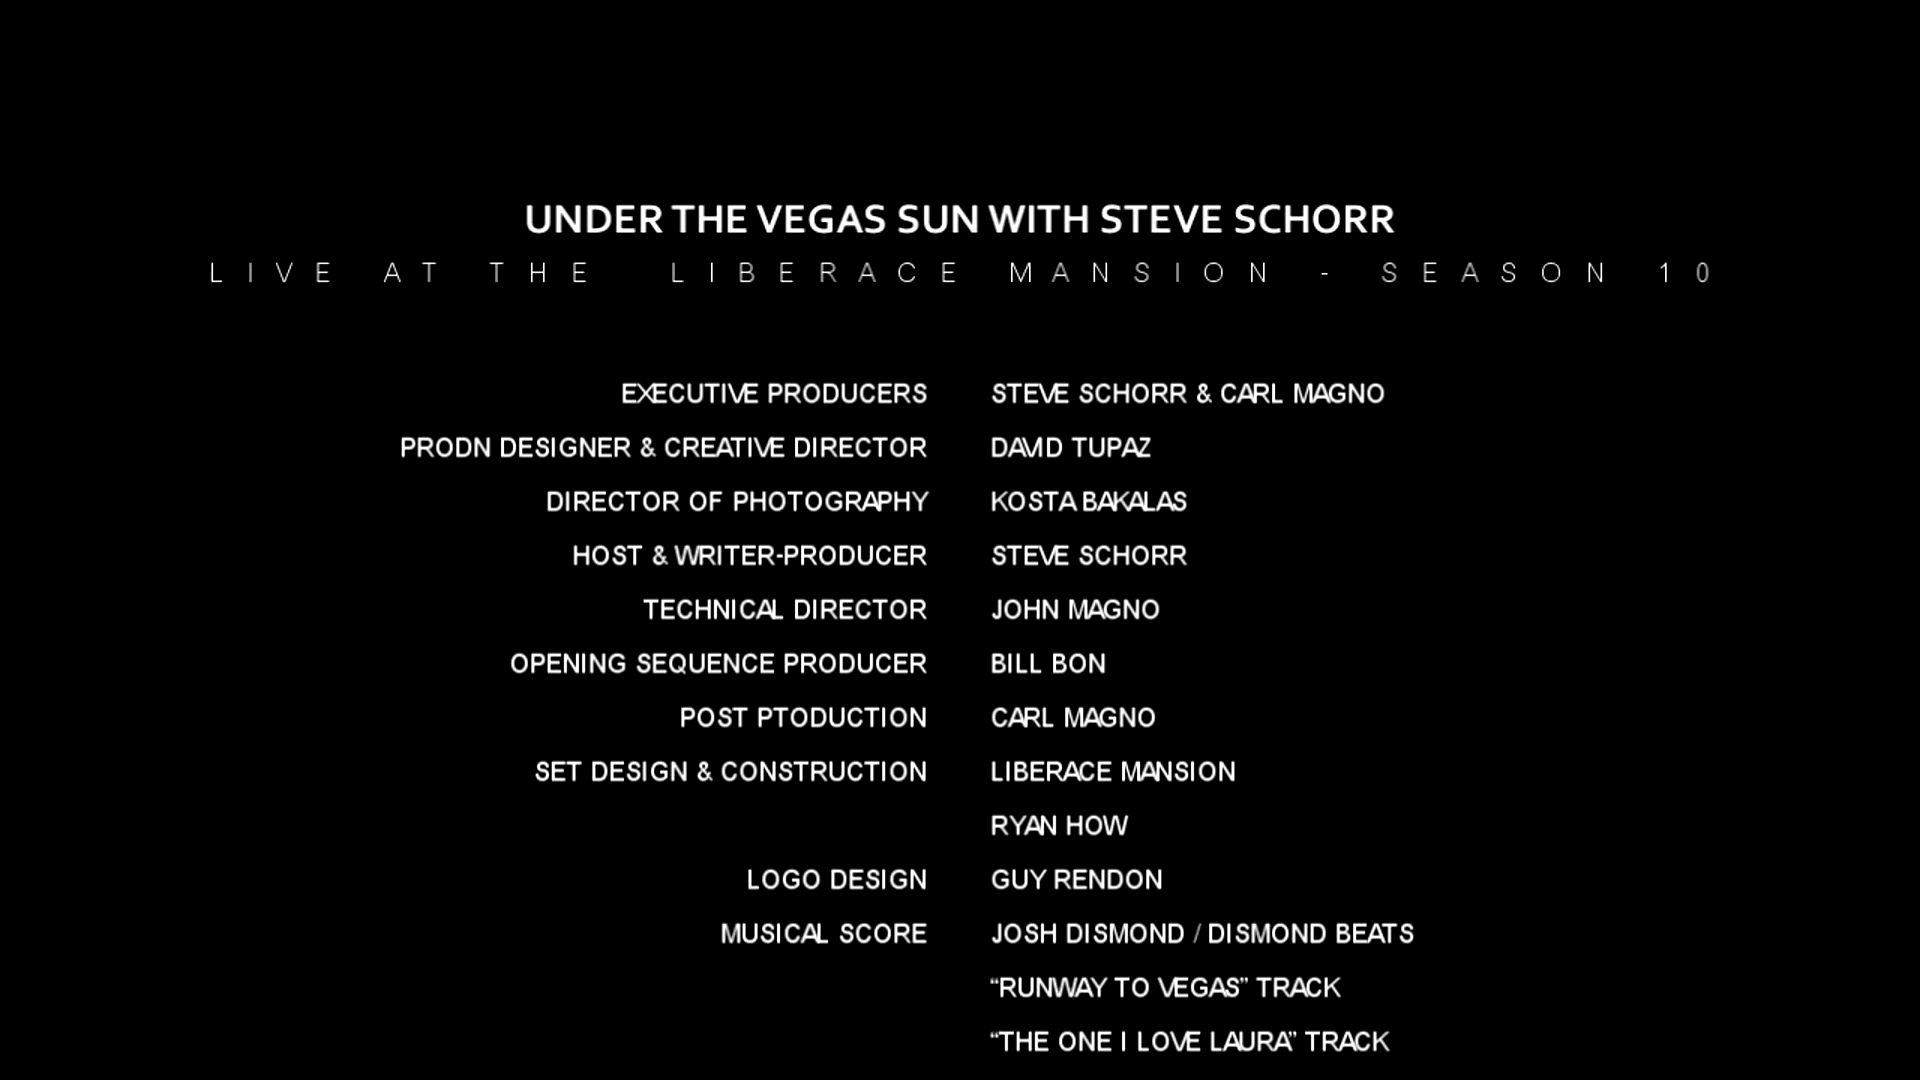 UNDER THE VEGAS SUN WITH STEVE SCHORR
LIVE AT THE LIBERACE MANSION - SEASON 10
EXECUTIVE PRODUCERS STEVE SCHORR & CARL MAGNO
PRODN DESIGNER & CREATIVE DIRECTOR DAVID TUPAZ
DIRECTOR OF PHOTOGRAPHY KOSTA BAKALAS
HOST & WRITER-PRODUCER STEVE SCHORR
TECHNICAL DIRECTOR JOHN MAGNO
OPENING SEQUENCE PRODUCER BILL BON
POST PTODUCTION CARL MAGNO
SET DESIGN & CONSTRUCTION LIBERACE MANSION
RYAN HOW
LOGO DESIGN GUY RENDON
MUSICAL SCORE JOSH DISMOND / DISMOND BEATS
“RUNWAY TO VEGAS” TRACK
“THE ONE I LOVE LAURA” TRACK